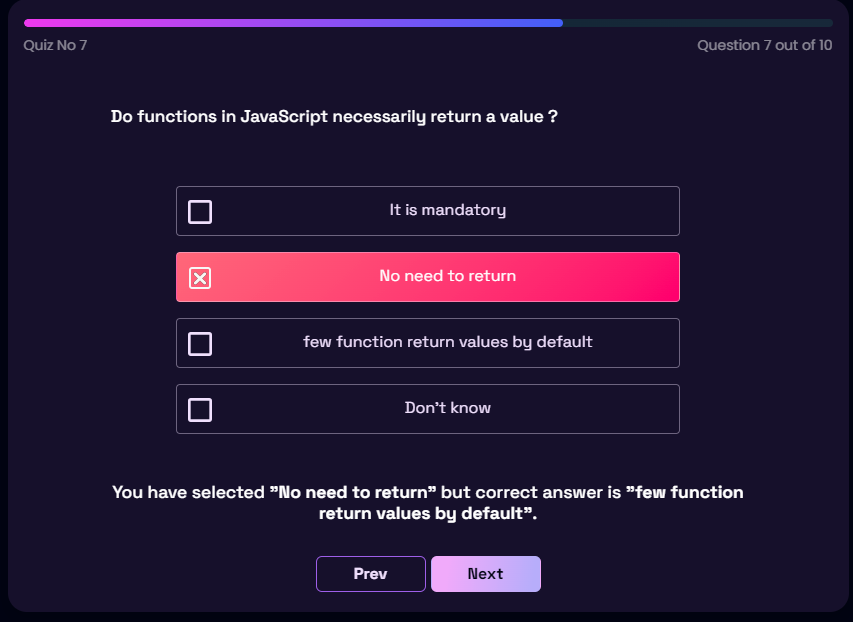 Quiz No 7
Question 7 out of 10
Do functions in JavaScript necessarily return a value ?
It is mandatory
No need to return
few function return values by default
Don't know
You have selected "No need to return" but correct answer is "few function
return values by default".
Prev
Next